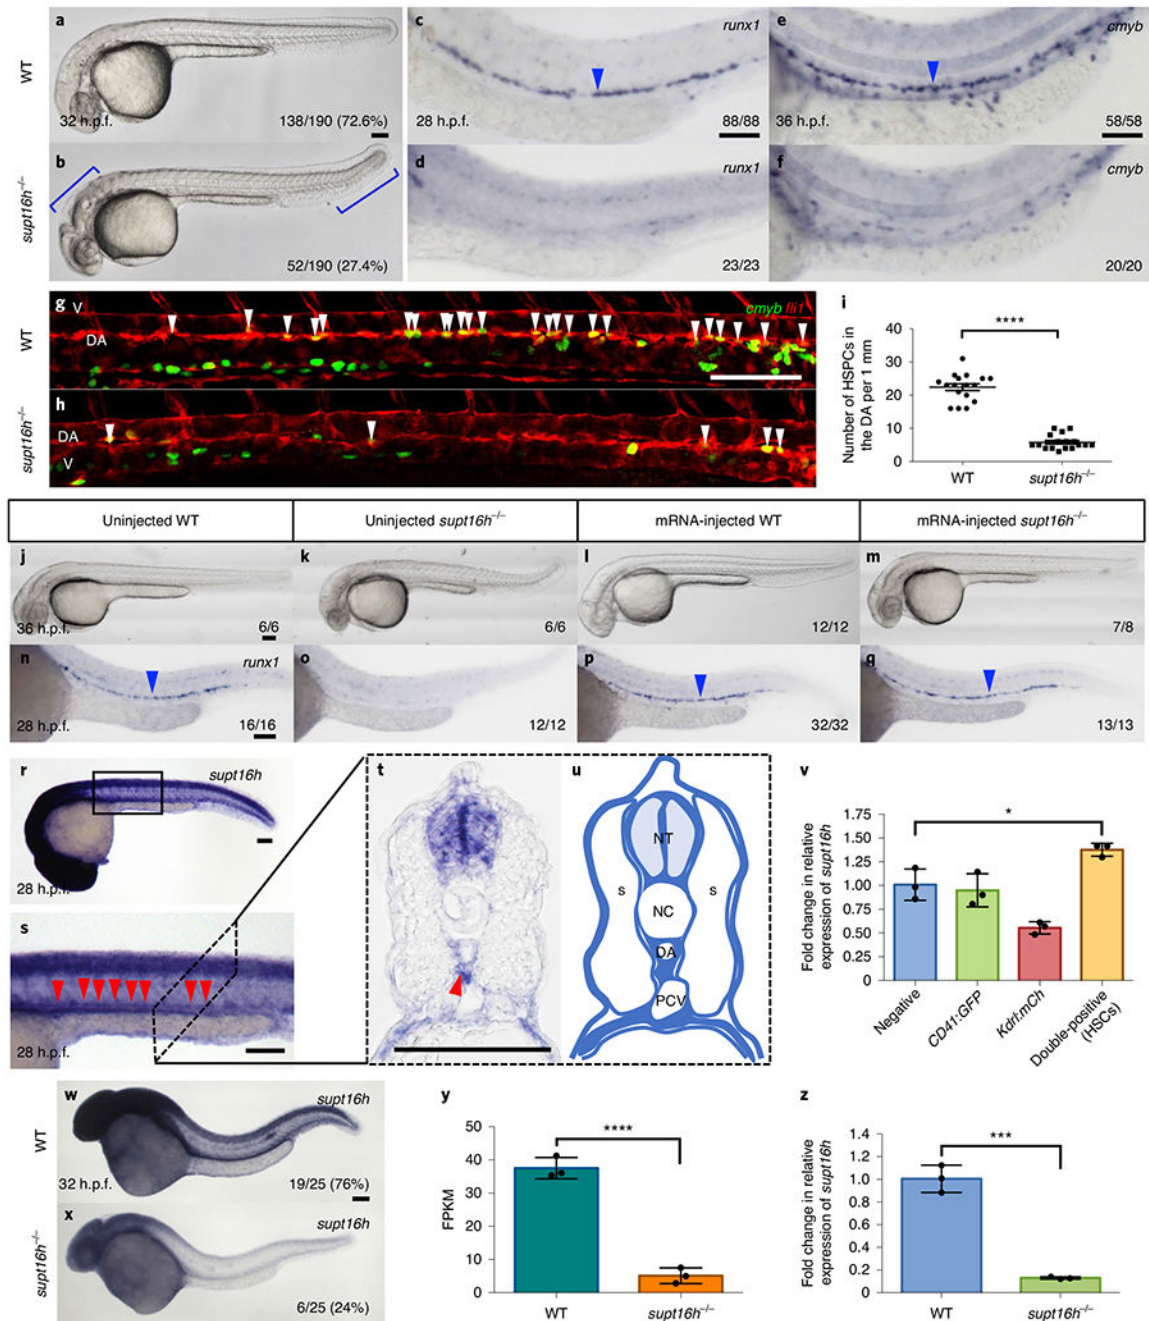 a
WT
32 h.p.f.
138/190 (72.6%)
b
supt16h–/–
52/190 (27.4%)
c
runx1
28 h.p.f.
88/88
d
runx1
23/23
e
cmyb
36 h.p.f.
58/58
f
cmyb
20/20
g
V
DA
WT
cmyb fli1
h
DA
V
supt16h–/–
i
Number of HSPCs in
the DA per 1 mm
40
30
20
10
0
****
WT
supt16h–/–
Uninjected WT
Uninjected supt16h–/–
mRNA-injected WT
mRNA-injected supt16h–/–
j
36 h.p.f.
6/6
k
6/6
l
12/12
m
7/8
n
runx1
28 h.p.f.
16/16
o
12/12
p
32/32
q
13/13
r
supt16h
28 h.p.f.
s
28 h.p.f.
t
u
NT
S
S
NC
DA
PCV
v
Fold change in relative
expression of supt16h
1.75
1.50
1.25
1.00
0.75
0.50
0.25
0
*
Negative
CD41:GFP
Kdrl:mCh
Double-positive
(HSCs)
w
supt16h
WT
32 h.p.f.
19/25 (76%)
x
supt16h
supt16h–/–
6/25 (24%)
y
FPKM
50
40
30
20
10
0
****
WT
supt16h–/–
z
Fold change in relative
expression of supt16h
1.4
1.2
1.0
0.8
0.6
0.4
0.2
0
***
WT
supt16h–/–